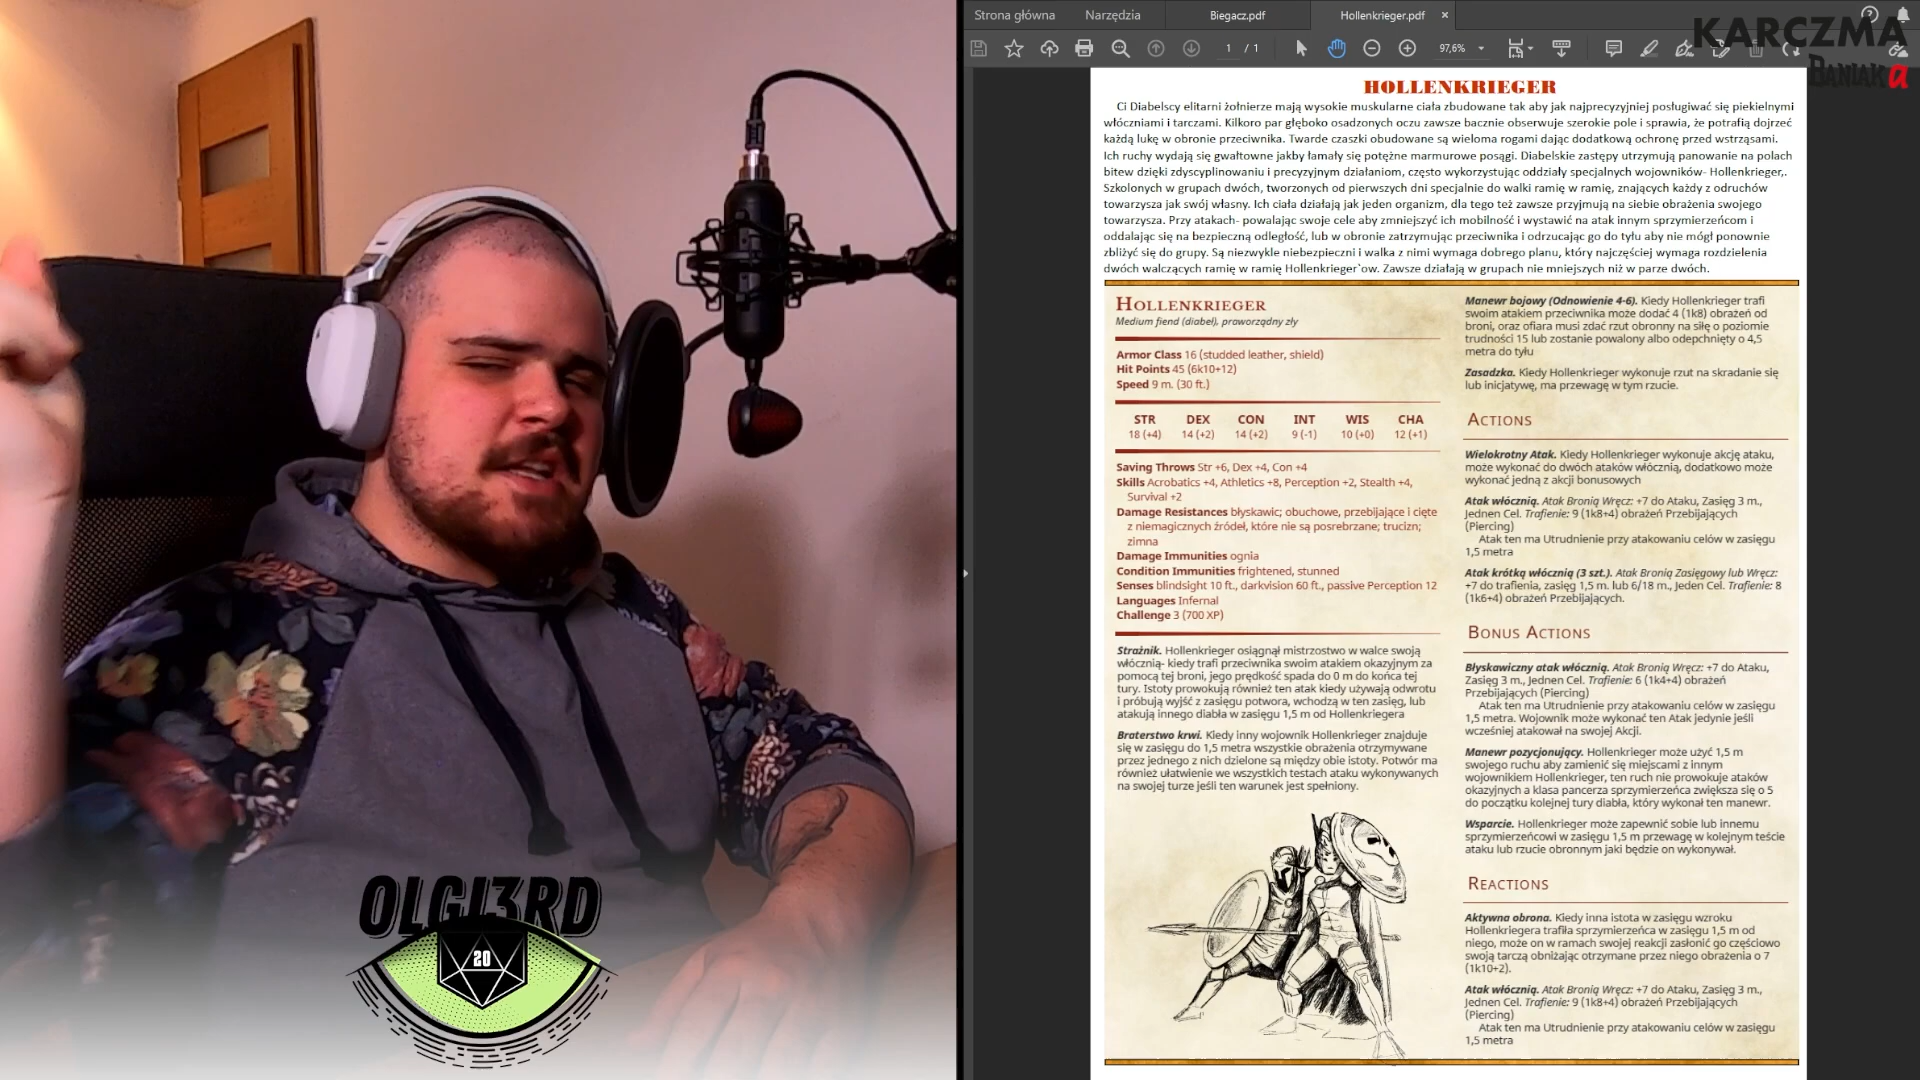 Strona główna
Narzędzia
Biegacz.pdf
Hollenkrieger.pdf
1 / 1
97,6%
KARCZMA
BANIAKa
HOLLENKRIEGER
Ci Diabelscy elitarni żołnierze mają wysokie muskularne ciała zbudowane tak aby jak najprecyzyjniej posługiwać się piekielnymi
włóczniami i tarczami. Kilkoro par głęboko osadzonych oczu zawsze bacznie obserwuje szerokie pole i sprawia, że potrafią dojrzeć
każdą lukę w obronie przeciwnika. Twarde czaszki obudowane są wieloma rogami dając dodatkową ochronę przed wstrząsami.
Ich ruchy wydają się gwałtowne jakby łamały się potężne marmurowe posągi. Diabelskie zastępy utrzymują panowanie na polach
bitew dzięki zdyscyplinowaniu i precyzyjnym działaniom, często wykorzystując oddziały specjalnych wojowników- Hollenkrieger,.
Szkolonych w grupach dwóch, tworzonych od pierwszych dni specjalnie do walki ramię w ramię, znających każdy z odruchów
towarzysza jak swój własny. Ich ciała działają jak jeden organizm, dla tego też zawsze przyjmują na siebie obrażenia swojego
towarzysza. Przy atakach- powalając swoje cele aby zmniejszyć ich mobilność i wystawić na atak innym sprzymierzeńcom i
oddalając się na bezpieczną odległość, lub w obronie zatrzymując przeciwnika i odrzucając go do tyłu aby nie mógł ponownie
zbliżyć się do grupy. Są niezwykle niebezpieczni i walka z nimi wymaga dobrego planu, który najczęściej wymaga rozdzielenia
dwóch walczących ramię w ramię Hollenkrieger`ow. Zawsze działają w grupach nie mniejszych niż w parze dwóch.
HOLLENKRIEGER
Medium fiend (diabeł), praworządny zły
Armor Class 16 (studded leather, shield)
Hit Points 45 (6k10+12)
Speed 9 m. (30 ft.)
STR DEX CON INT WIS CHA
18 (+4) 14 (+2) 14 (+2) 9 (-1) 10 (+0) 12 (+1)
Saving Throws Str +6, Dex +4, Con +4
Skills Acrobatics +4, Athletics +8, Perception +2, Stealth +4,
Survival +2
Damage Resistances błyskawic; obuchowe, przebijające i cięte
z niemagicznych źródeł, które nie są posrebrzane; trucizn;
zimna
Damage Immunities ognia
Condition Immunities frightened, stunned
Senses blindsight 10 ft., darkvision 60 ft., passive Perception 12
Languages Infernal
Challenge 3 (700 XP)
Strażnik. Hollenkrieger osiągnął mistrzostwo w walce swoją
włócznią- kiedy trafi przeciwnika swoim atakiem okazyjnym za
pomocą tej broni, jego prędkość spada do 0 m do końca tej
tury. Istoty prowokują również ten atak kiedy używają odwrotu
i próbują wyjść z zasięgu potwora, wchodzą w ten zasięg, lub
atakują innego diabła w zasięgu 1,5 m od Hollenkriegera
Braterstwo krwi. Kiedy inny wojownik Hollenkrieger znajduje
się w zasięgu do 1,5 metra wszystkie obrażenia otrzymywane
przez jednego z nich dzielone są między obie istoty. Potwór ma
również ułatwienie we wszystkich testach ataku wykonywanych
na swojej turze jeśli ten warunek jest spełniony.
Manewr bojowy (Odnowienie 4-6). Kiedy Hollenkrieger trafi
swoim atakiem przeciwnika może dodać 4 (1k8) obrażeń od
broni, oraz ofiara musi zdać rzut obronny na siłę o poziomie
trudności 15 lub zostanie powalony albo odepchnięty o 4,5
metra do tyłu
Zasadzka. Kiedy Hollenkrieger wykonuje rzut na skradanie się
lub inicjatywę, ma przewagę w tym rzucie.
ACTIONS
Wielokrotny Atak. Kiedy Hollenkrieger wykonuje akcję ataku,
może wykonać do dwóch ataków włócznią, dodatkowo może
wykonać jedną z akcji bonusowych
Atak włócznią. Atak Bronią Wręcz: +7 do Ataku, Zasięg 3 m.,
Jednen Cel. Trafienie: 9 (1k8+4) obrażeń Przebijających
(Piercing)
Atak ten ma Utrudnienie przy atakowaniu celów w zasięgu
1,5 metra
Atak krótką włócznią (3 szt.). Atak Bronią Zasięgowy lub Wręcz:
+7 do trafienia, zasięg 1,5 m. lub 6/18 m., Jeden Cel. Trafienie: 8
(1k6+4) obrażeń Przebijających.
BONUS ACTIONS
Błyskawiczny atak włócznią. Atak Bronią Wręcz: +7 do Ataku,
Zasięg 3 m., Jednen Cel. Trafienie: 6 (1k4+4) obrażeń
Przebijających (Piercing)
Atak ten ma Utrudnienie przy atakowaniu celów w zasięgu
1,5 metra. Wojownik może wykonać ten Atak jedynie jeśli
wcześniej atakował na swojej Akcji.
Manewr pozycjonujący. Hollenkrieger może użyć 1,5 m
swojego ruchu aby zamienić się miejscami z innym
wojownikiem Hollenkrieger, ten ruch nie prowokuje ataków
okazyjnych a klasa pancerza sprzymierzeńca zwiększa się o 5
do początku kolejnej tury diabła, który wykonał ten manewr.
Wsparcie. Hollenkrieger może zapewnić sobie lub innemu
sprzymierzeńcowi w zasięgu 1,5 m przewagę w kolejnym teście
ataku lub rzucie obronnym jaki będzie on wykonywał.
REACTIONS
Aktywna obrona. Kiedy inna istota w zasięgu wzroku
Hollenkriegera trafiła sprzymierzeńca w zasięgu 1,5 m od
niego, może on w ramach swojej reakcji zasłonić go częściowo
swoją tarczą obniżając otrzymane przez niego obrażenia o 7
(1k10+2).
Atak włócznią. Atak Bronią Wręcz: +7 do Ataku, Zasięg 3 m.,
Jednen Cel. Trafienie: 9 (1k8+4) obrażeń Przebijających
(Piercing)
Atak ten ma Utrudnienie przy atakowaniu celów w zasięgu
1,5 metra
OLGI3RD
20